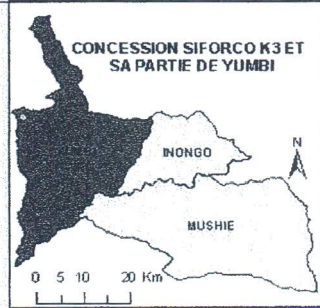 CONCESSION SIFORCO K3 ET
SA PARTIE DE YUMBI
INONGO
N
MUSHIE
0 5 10 20 Km